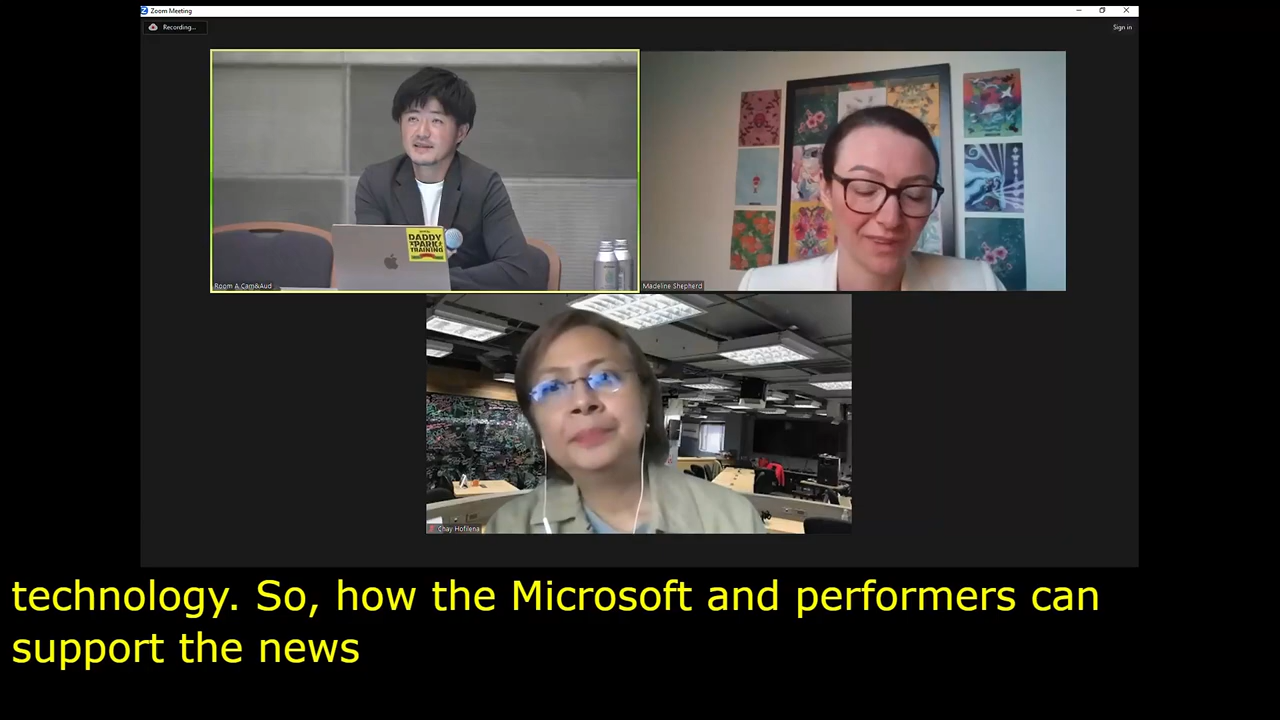 Zoom Meeting
Recording...
Sign in
DADDY
PARK
TRAINING
Room A Cam&Aud
Madeline Shepherd
Chay Hofilena
technology. So, how the Microsoft and performers can
support the news